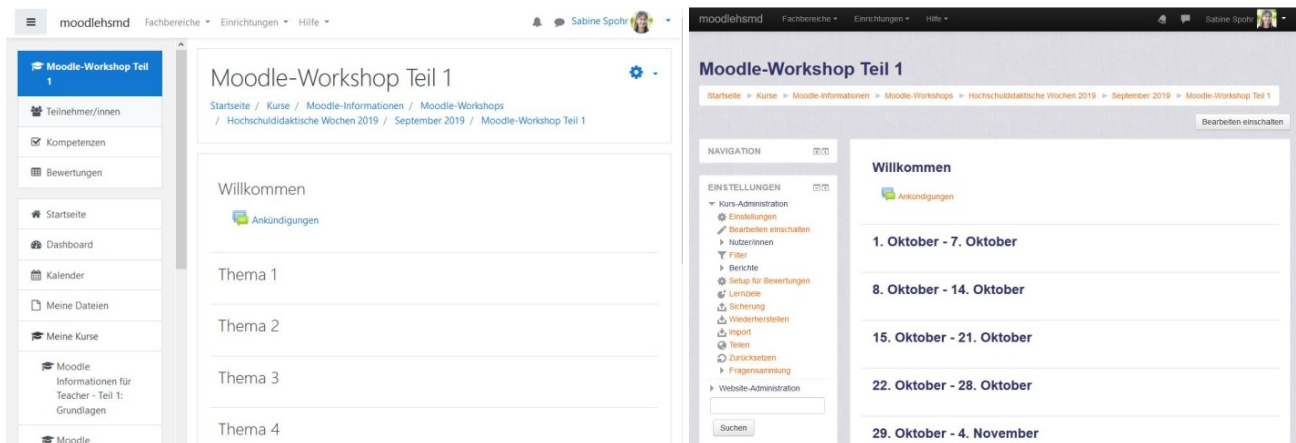 moodlehsmd Fachbereiche Einrichtungen Hilfe Sabine Spohr
Moodle-Workshop Teil
1
Teilnehmer/innen
Kompetenzen
Bewertungen
Startseite
Dashboard
Kalender
Meine Dateien
Meine Kurse
Moodle
Informationen für
Teacher - Teil 1:
Grundlagen
Moodle
Moodle-Workshop Teil 1
Startseite / Kurse / Moodle-Informationen / Moodle-Workshops
/ Hochschuldidaktische Wochen 2019 / September 2019 / Moodle-Workshop Teil 1
Willkommen
Ankündigungen
Thema 1
Thema 2
Thema 3
Thema 4
moodlehsmd Fachbereiche Einrichtungen Hilfe Sabine Spohr
Moodle-Workshop Teil 1
Startseite Kurse Moodle-Informationen Moodle-Workshops Hochschuldidaktische Wochen 2019 September 2019 Moodle-Workshop Teil 1
Bearbeiten einschalten
NAVIGATION
EINSTELLUNGEN
Kurs-Administration
Einstellungen
Bearbeiten einschalten
Nutzer/innen
Filter
Berichte
Setup für Bewertungen
Lernziele
Sicherung
Wiederherstellen
Import
Teilen
Zurücksetzen
Fragensammlung
Website-Administration
Suchen
Willkommen
Ankündigungen
1. Oktober - 7. Oktober
8. Oktober - 14. Oktober
15. Oktober - 21. Oktober
22. Oktober - 28. Oktober
29. Oktober - 4. November